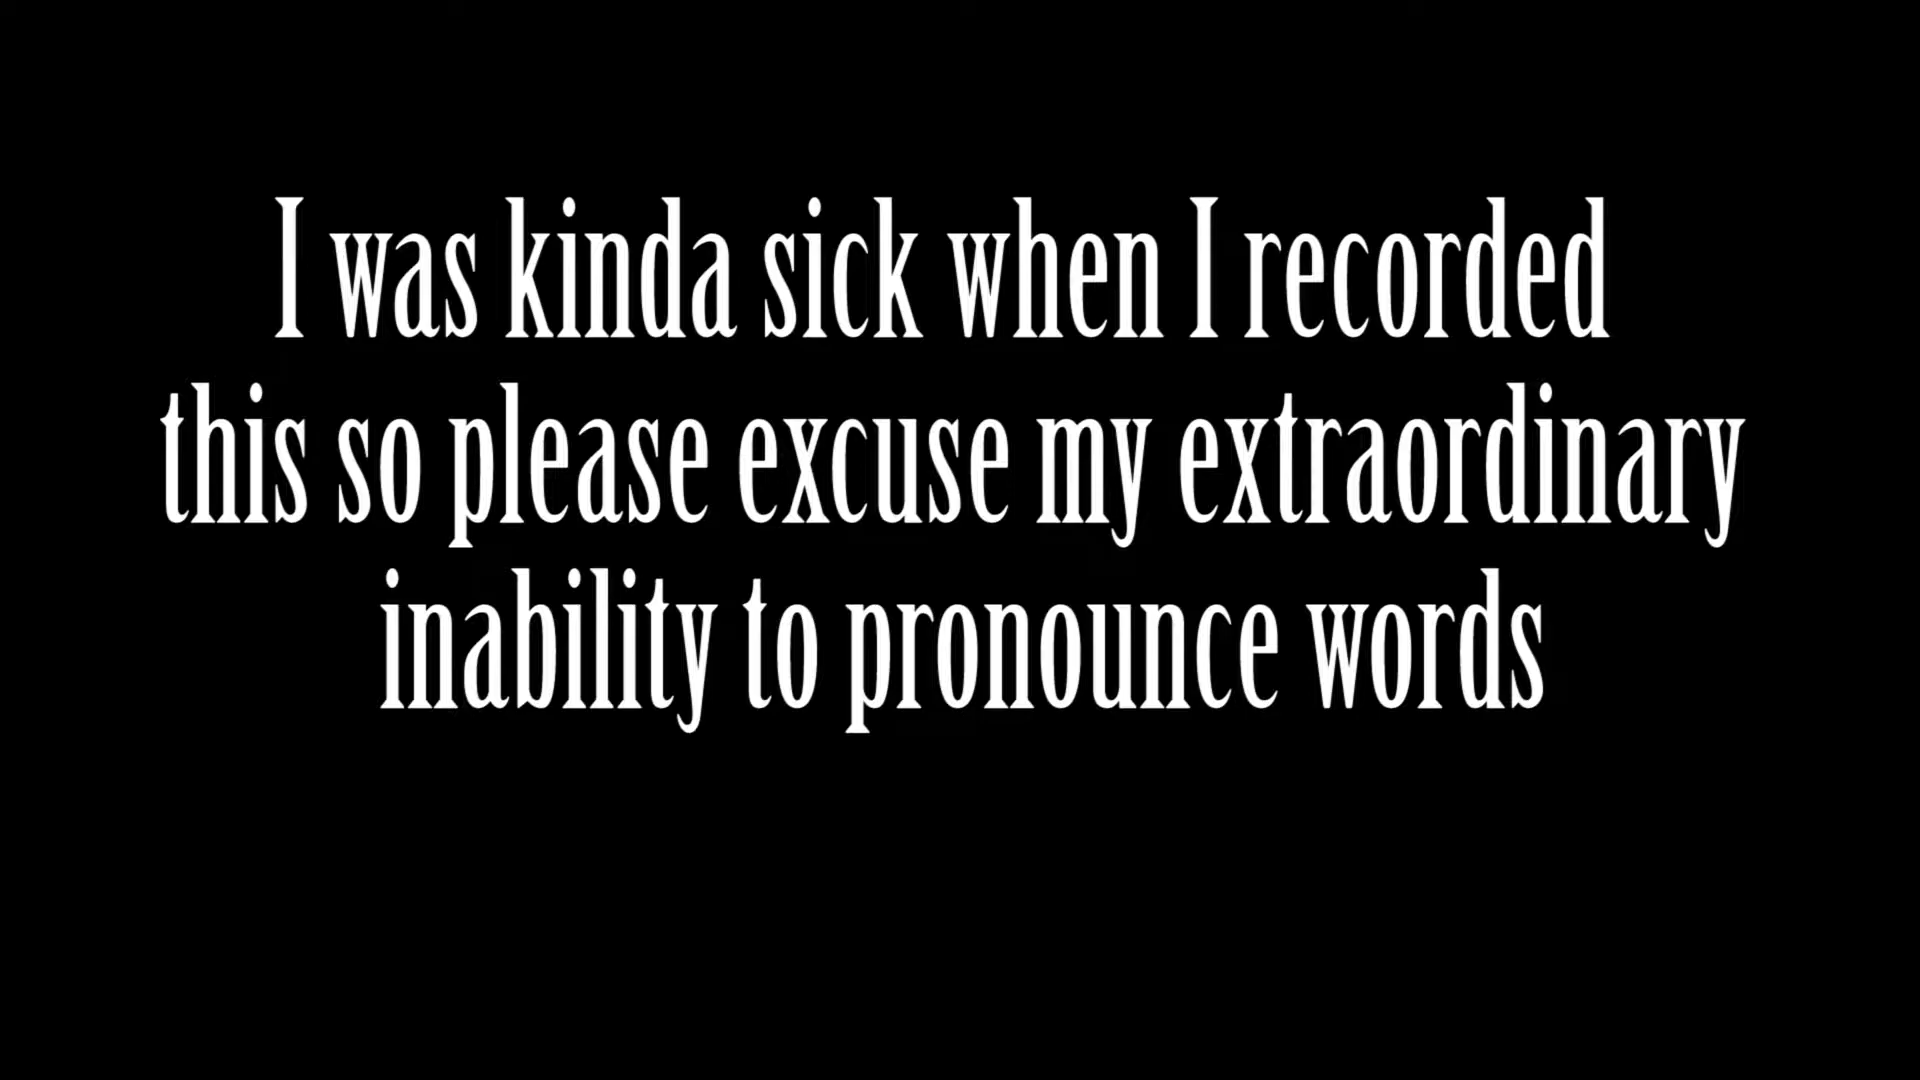 I was kinda sick when I recorded
this so please excuse my extraordinary
inability to pronounce words